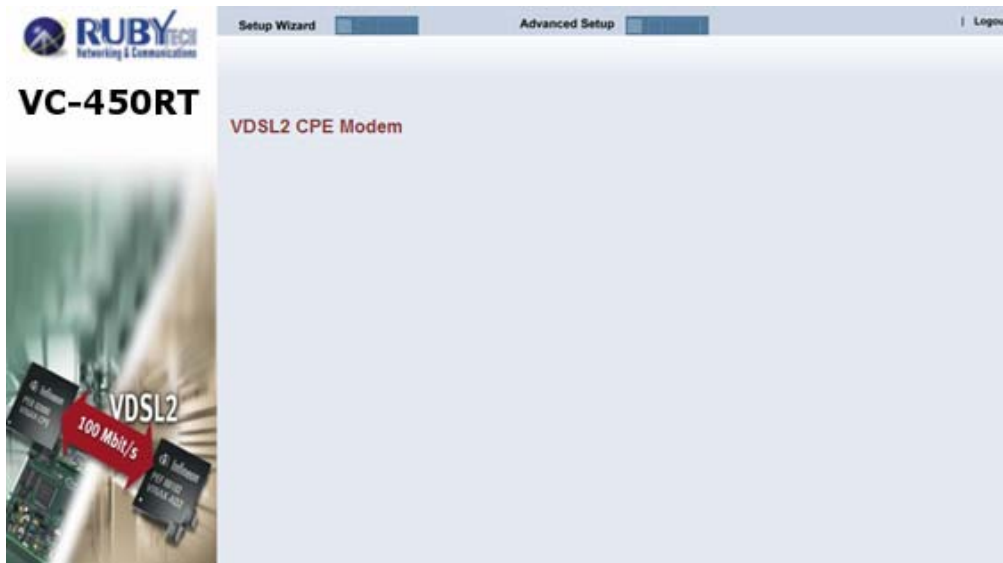 RUBYTECH
Networking & Communications
Setup Wizard
Advanced Setup
| Logou
VC-450RT
VDSL2 CPE Modem
VDSL2
100 Mbit/s
Infineon
Infineon